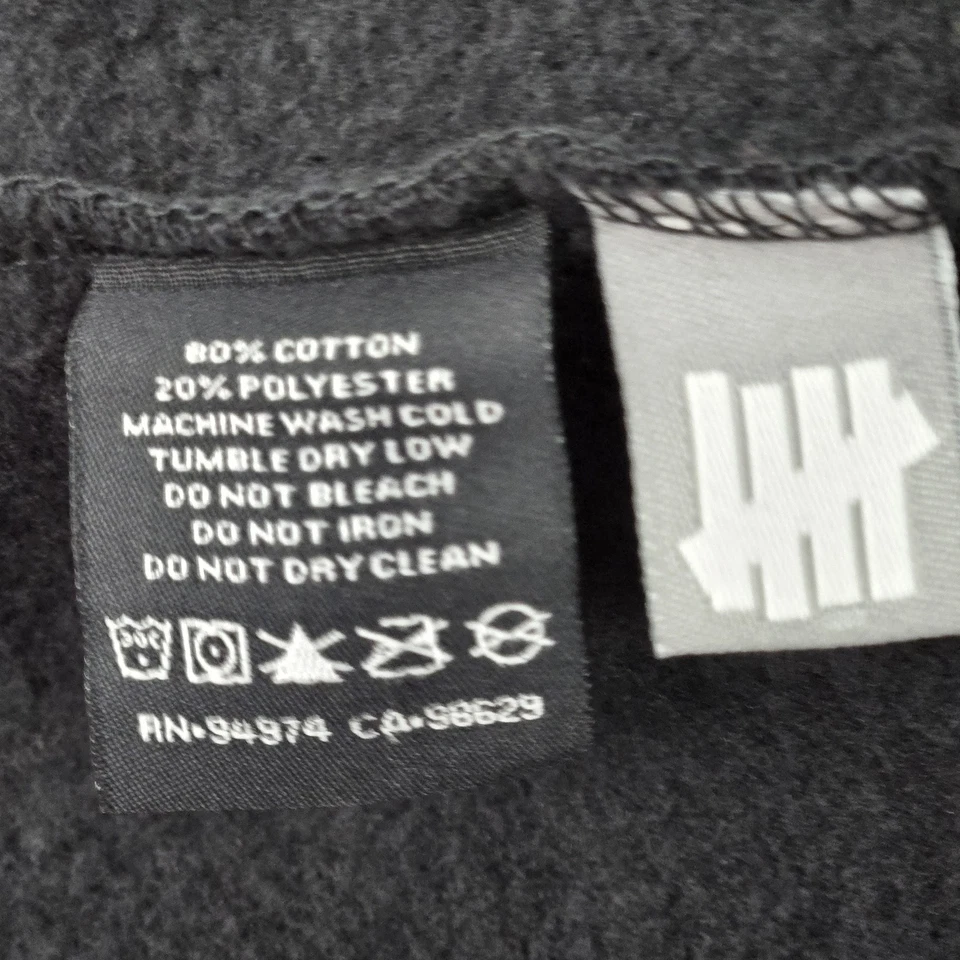 80% COTTON
20% POLYESTER
MACHINE WASH COLD
TUMBLE DRY LOW
DO NOT BLEACH
DO NOT IRON
DO NOT DRY CLEAN
30C
RN•94974 CA•98629